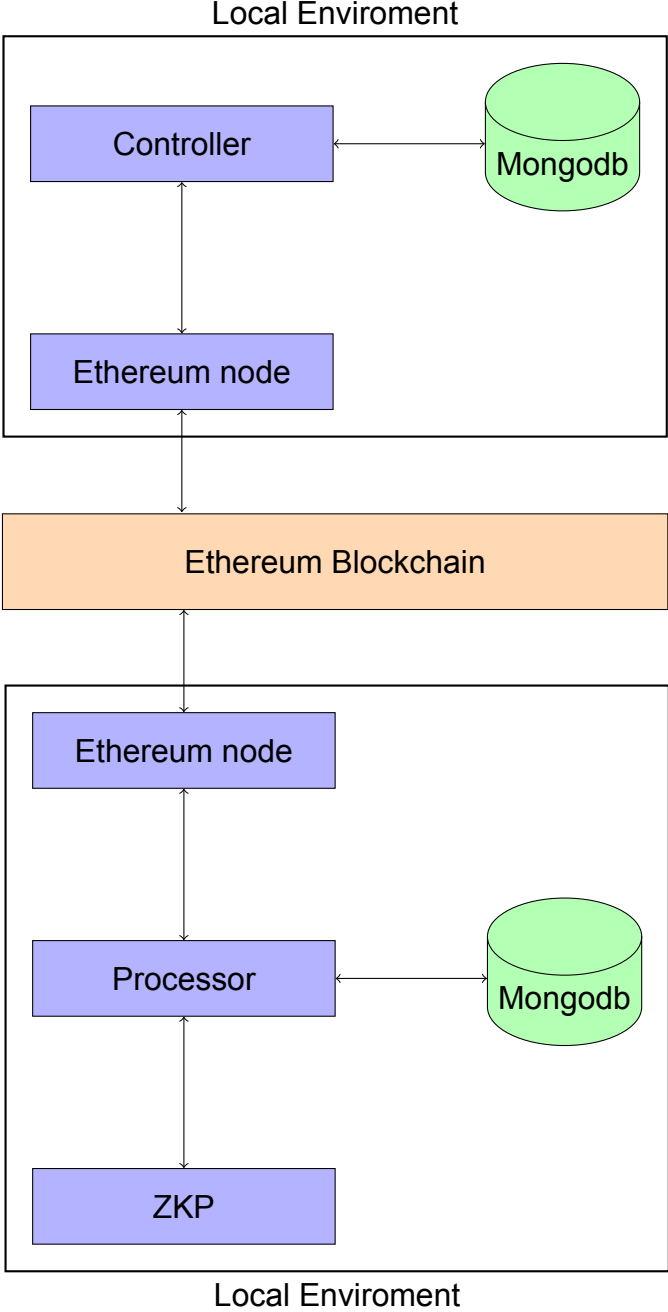 Local Enviroment
Controller
Mongodb
Ethereum node
Ethereum Blockchain
Ethereum node
Processor
Mongodb
ZKP
Local Enviroment